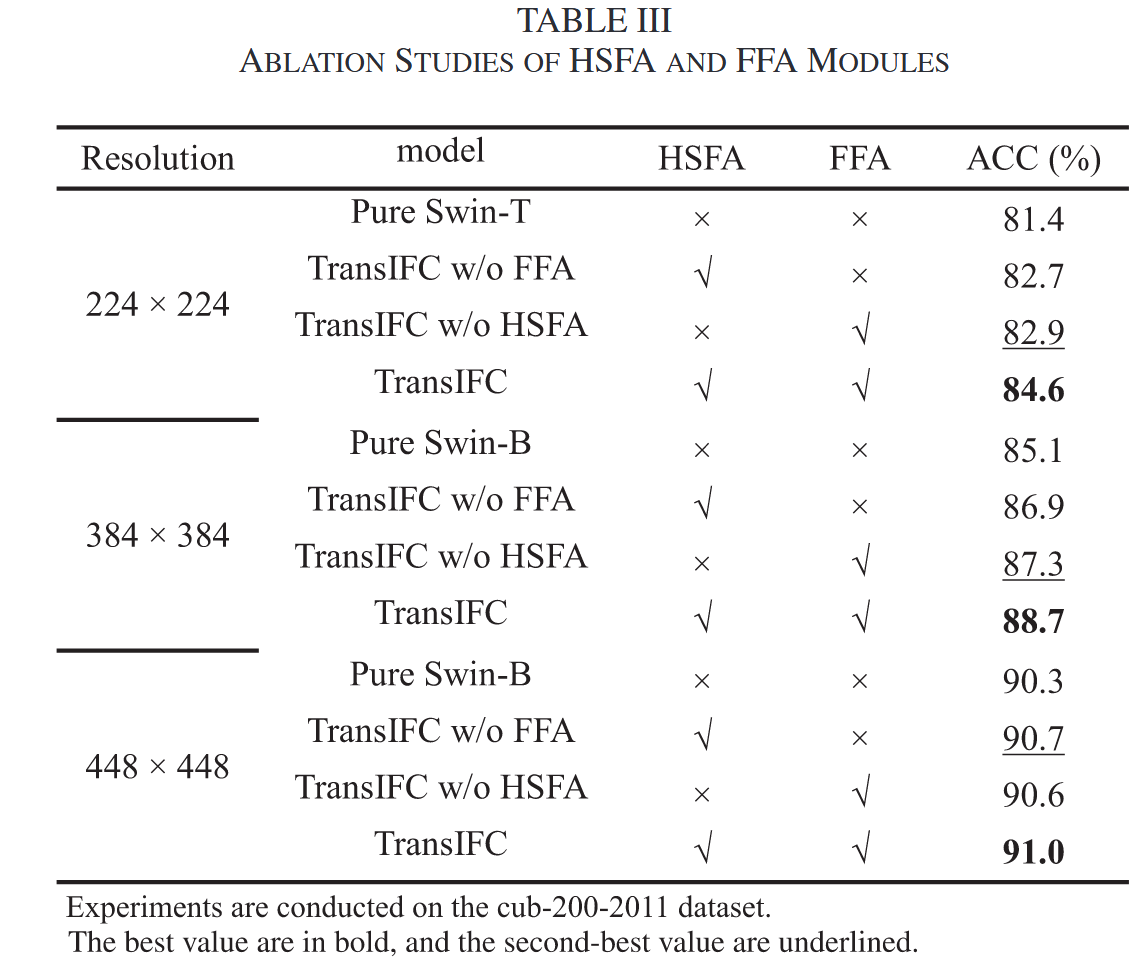 TABLE III
ABLATION STUDIES OF HSFA AND FFA MODULES
Resolution model HSFA FFA ACC (%)
224 × 224
Pure Swin-T × × 81.4
TransIFC w/o FFA √ × 82.7
TransIFC w/o HSFA × √ 82.9
TransIFC √ √ 84.6
384 × 384
Pure Swin-B × × 85.1
TransIFC w/o FFA √ × 86.9
TransIFC w/o HSFA × √ 87.3
TransIFC √ √ 88.7
448 × 448
Pure Swin-B × × 90.3
TransIFC w/o FFA √ × 90.7
TransIFC w/o HSFA × √ 90.6
TransIFC √ √ 91.0
Experiments are conducted on the cub-200-2011 dataset.
The best value are in bold, and the second-best value are underlined.